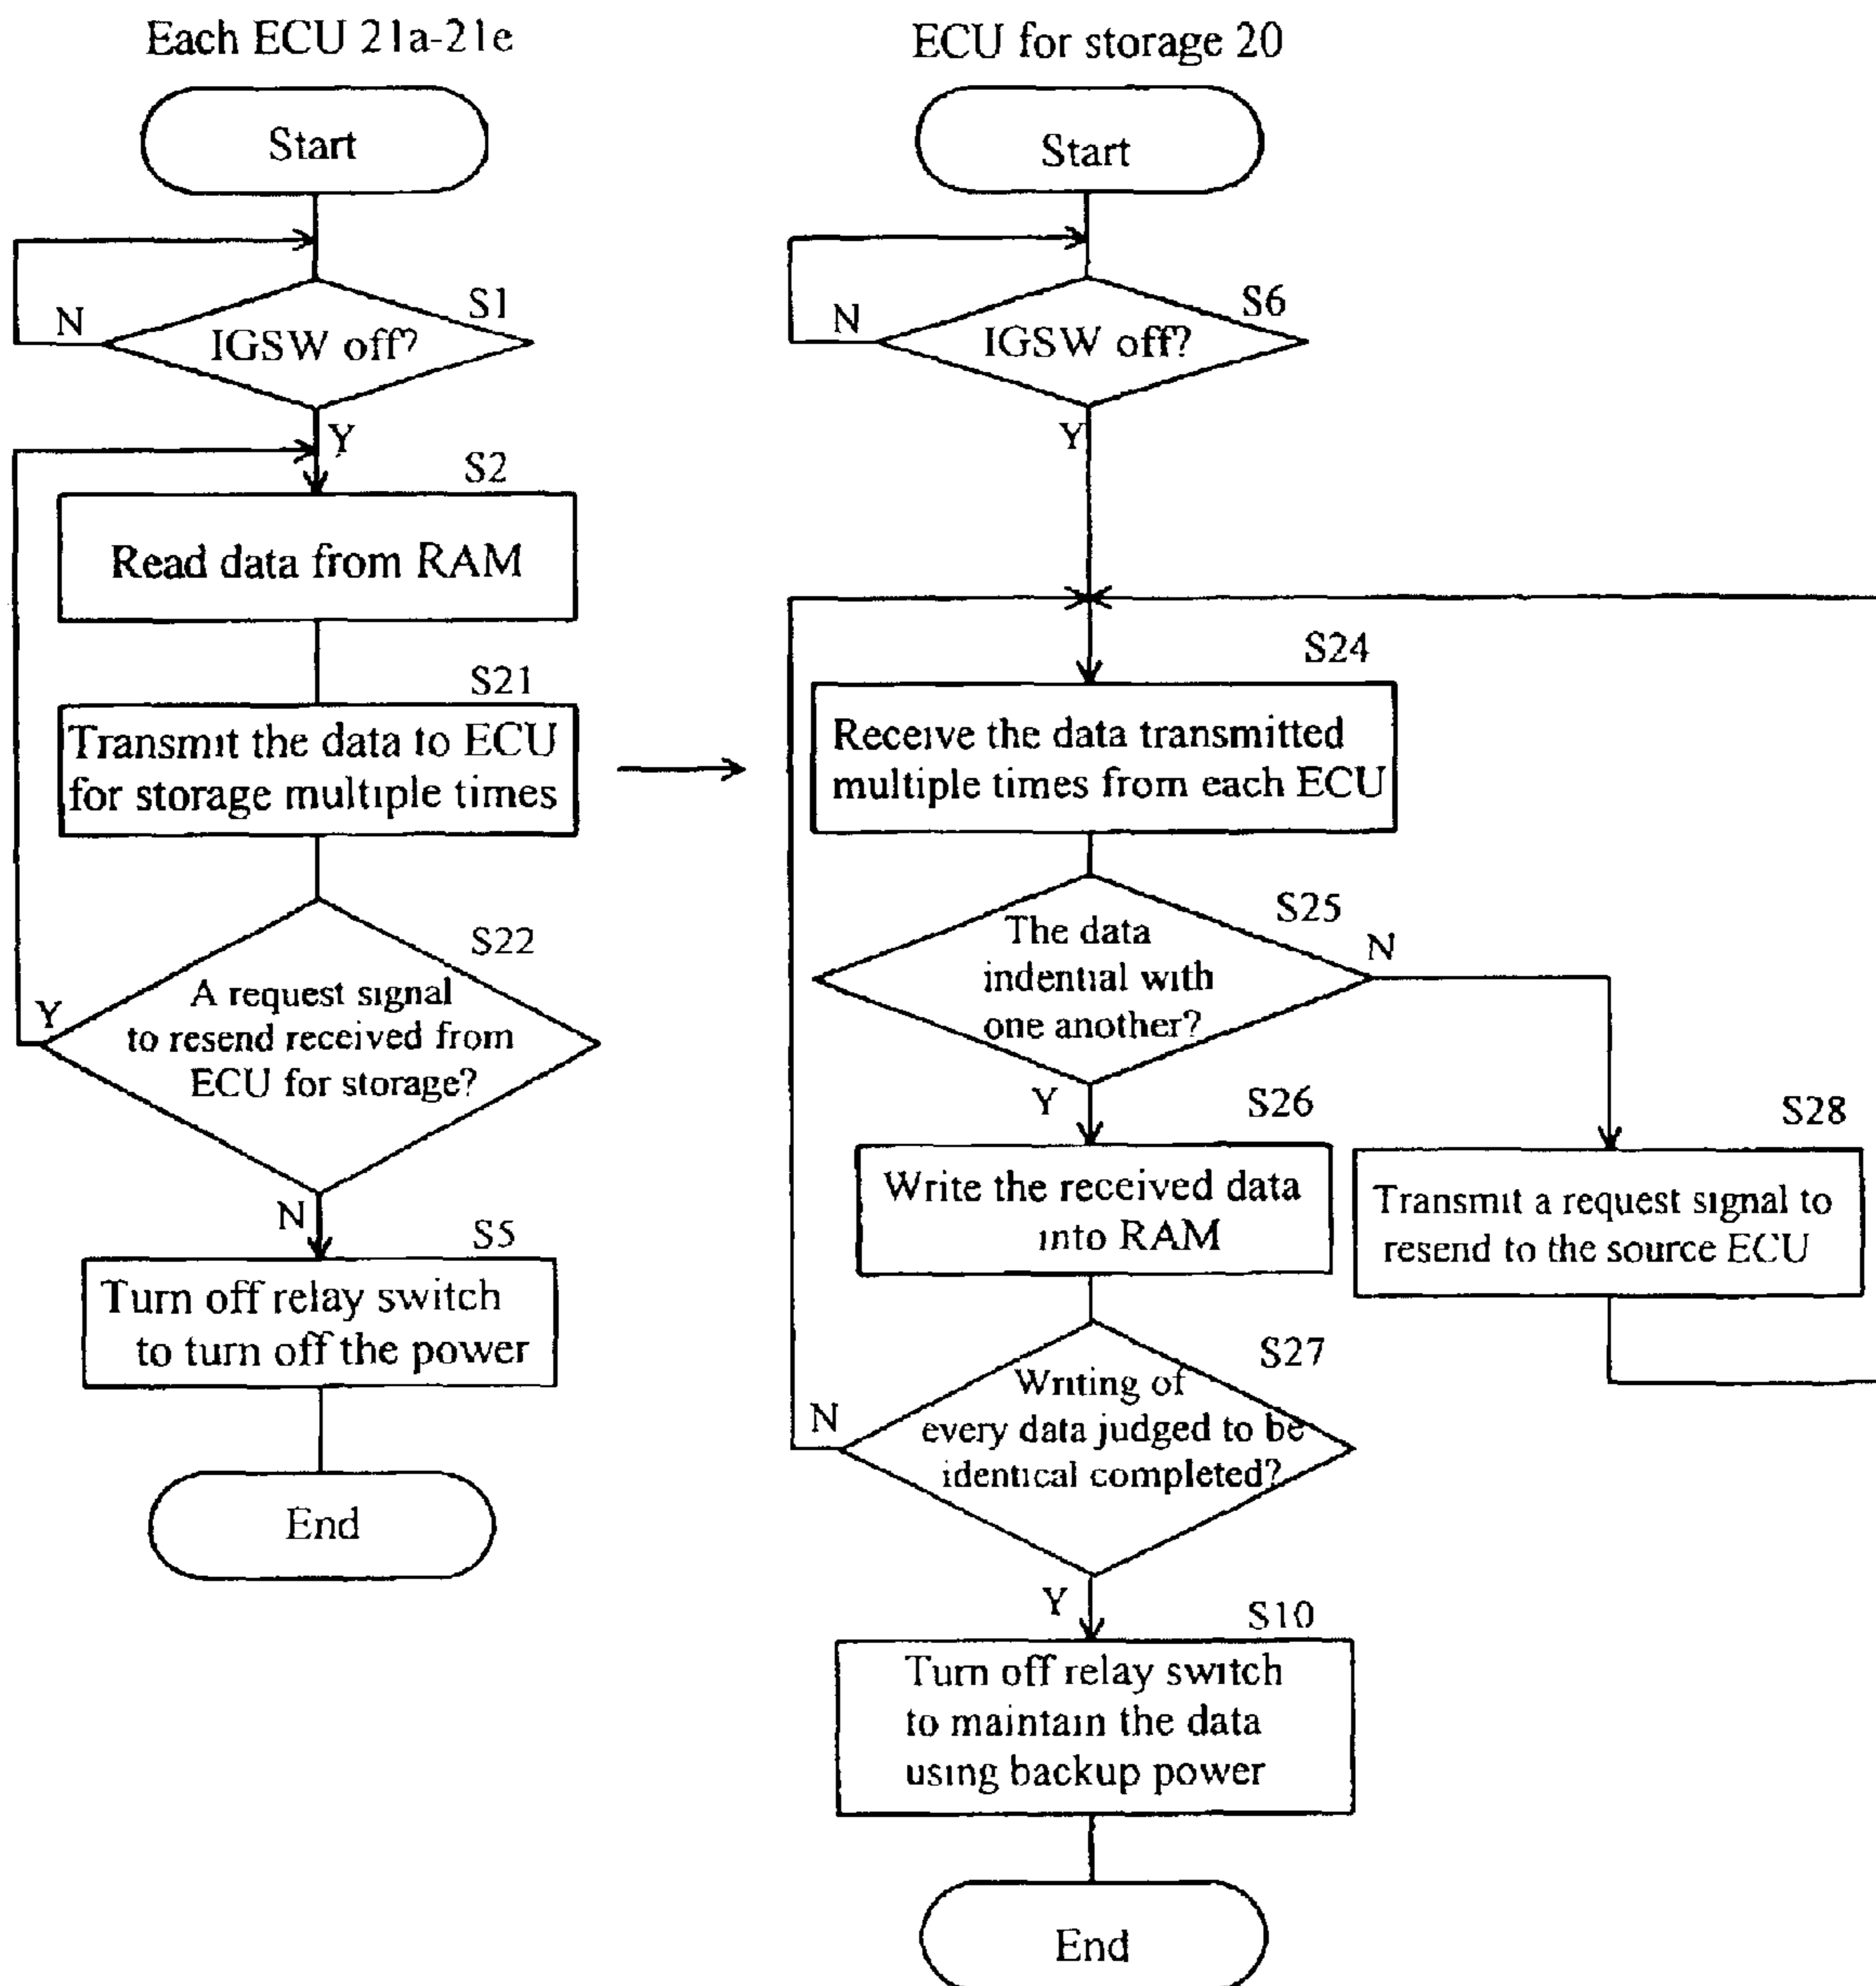 Each ECU 21a-21e
Start
N
IGSW off?
S1
Y
S2
Read data from RAM
S21
Transmit the data to ECU
for storage multiple times
S22
Y
A request signal
to resend received from
ECU for storage?
N
S5
Turn off relay switch
to turn off the power
End
ECU for storage 20
Start
N
IGSW off?
S6
Y
S24
Receive the data transmitted
multiple times from each ECU
S25
The data
indential with
one another?
N
Y
S26
Write the received data
into RAM
S28
Transmit a request signal to
resend to the source ECU
S27
N
Writing of
every data judged to be
identical completed?
Y
S10
Turn off relay switch
to maintain the data
using backup power
End